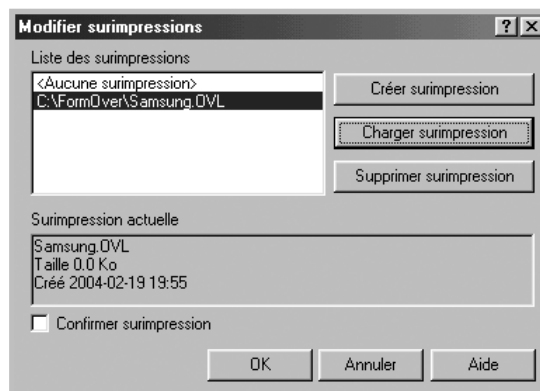 Modifier surimpressions
Liste des surimpressions
<Aucune surimpression>
C:\FormOver\Samsung.OVL
Créer surimpression
Charger surimpression
Supprimer surimpression
Surimpression actuelle
Samsung.OVL
Taille 0.0 Ko
Créé 2004-02-19 19:55
Confirmer surimpression
OK
Annuler
Aide